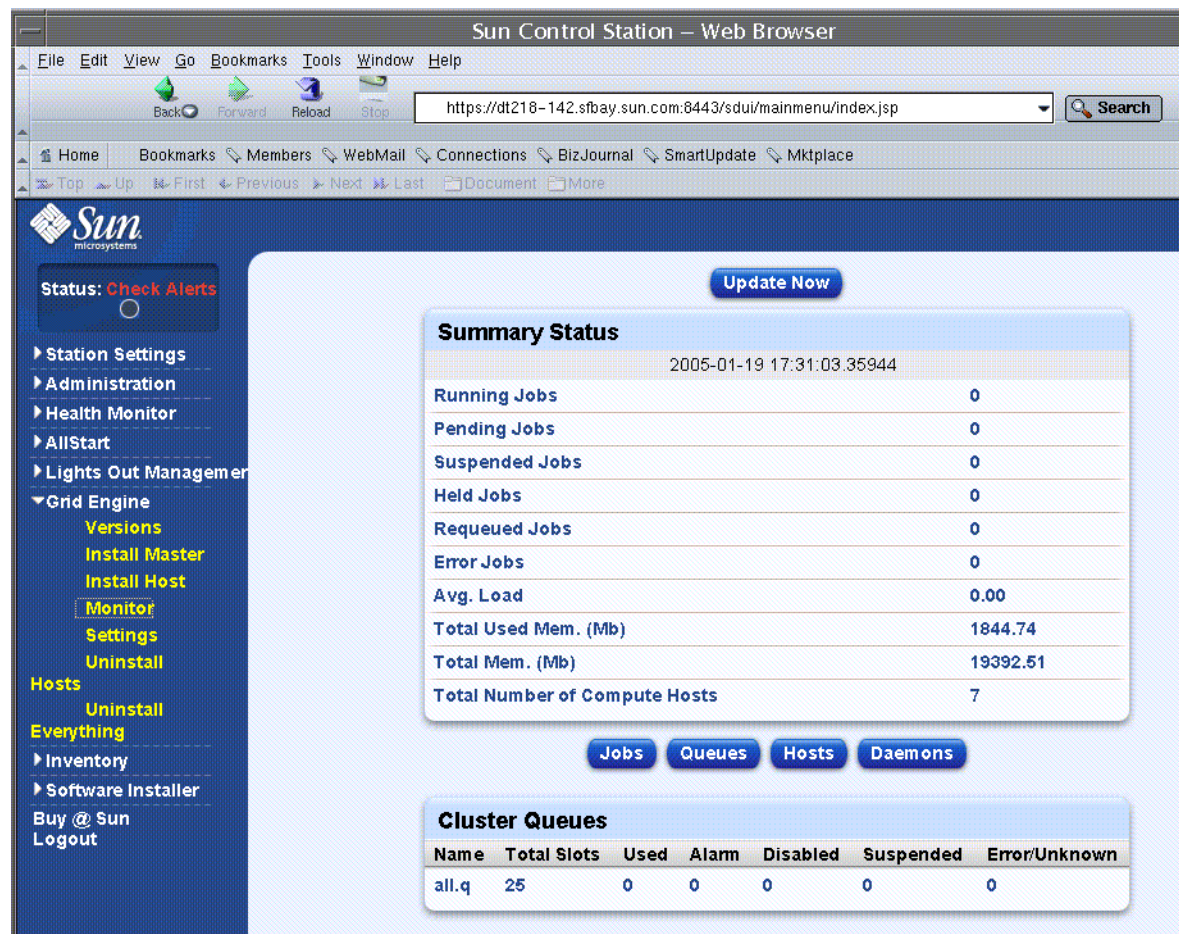 Sun Control Station – Web Browser
File Edit View Go Bookmarks Tools Window Help
Back Forward Reload Stop https://dt218-142.sfbay.sun.com:8443/sdui/mainmenu/index.jsp Search
Home Bookmarks Members WebMail Connections BizJournal SmartUpdate Mktplace
Top Up First Previous Next Last Document More
Sun
microsystems
Status: Check Alerts
Station Settings
Administration
Health Monitor
AllStart
Lights Out Managemer
Grid Engine
Versions
Install Master
Install Host
Monitor
Settings
Uninstall
Hosts
Uninstall
Everything
Inventory
Software Installer
Buy @ Sun
Logout
Update Now
Summary Status
2005-01-19 17:31:03.35944
Running Jobs 0
Pending Jobs 0
Suspended Jobs 0
Held Jobs 0
Requeued Jobs 0
Error Jobs 0
Avg. Load 0.00
Total Used Mem. (Mb) 1844.74
Total Mem. (Mb) 19392.51
Total Number of Compute Hosts 7
Jobs Queues Hosts Daemons
Cluster Queues
Name Total Slots Used Alarm Disabled Suspended Error/Unknown
all.q 25 0 0 0 0 0